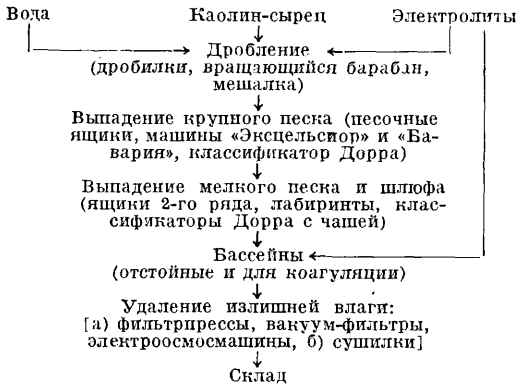 Вода Каолин-сырец Электролиты
Дробление
(дробилки, вращающийся барабан,
мешалка)
Выпадение крупного песка (песочные
ящики, машины «Эксцельсиор» и «Ба-
вария», классификатор Дорра)
Выпадение мелкого песка и шлюфа
(ящики 2-го ряда, лабиринты, клас-
сификаторы Дорра с чашей)
Бассейны
(отстойные и для коагуляции)
Удаление излишней влаги:
[а) фильтрпрессы, вакуум-фильтры,
электроосмосмашины, б) сушилки]
Склад